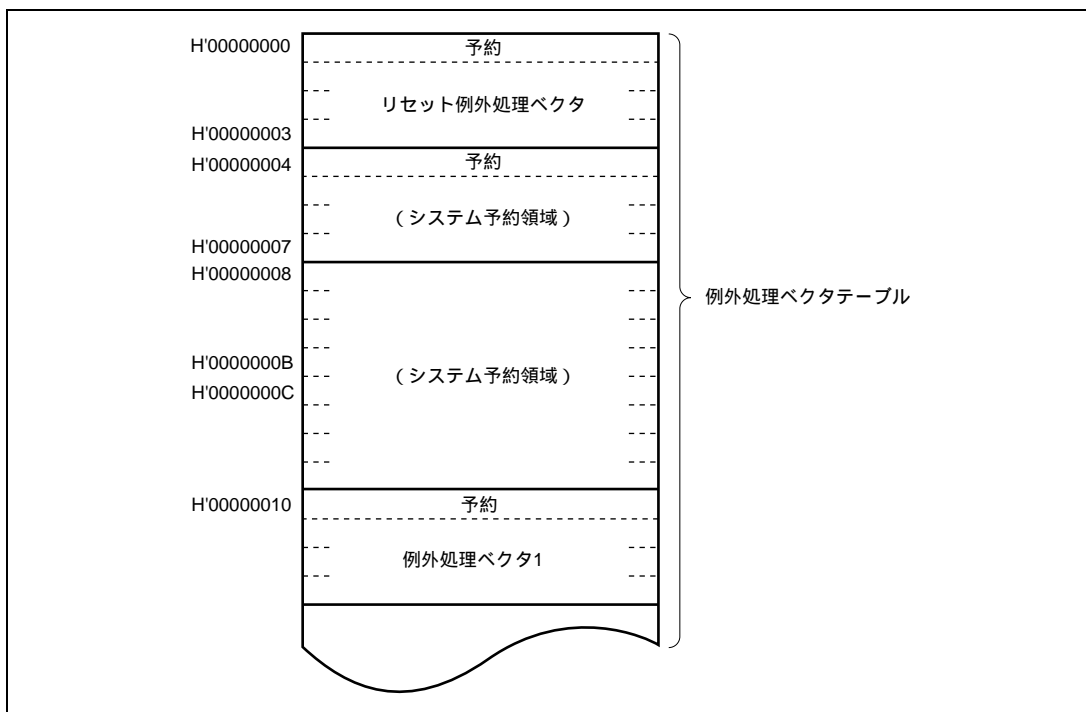 H'00000000
予約
リセット例外処理ベクタ
H'00000003
H'00000004
予約
(システム予約領域)
H'00000007
H'00000008
例外処理ベクタテーブル
H'0000000B
(システム予約領域)
H'0000000C
H'00000010
予約
例外処理ベクタ1